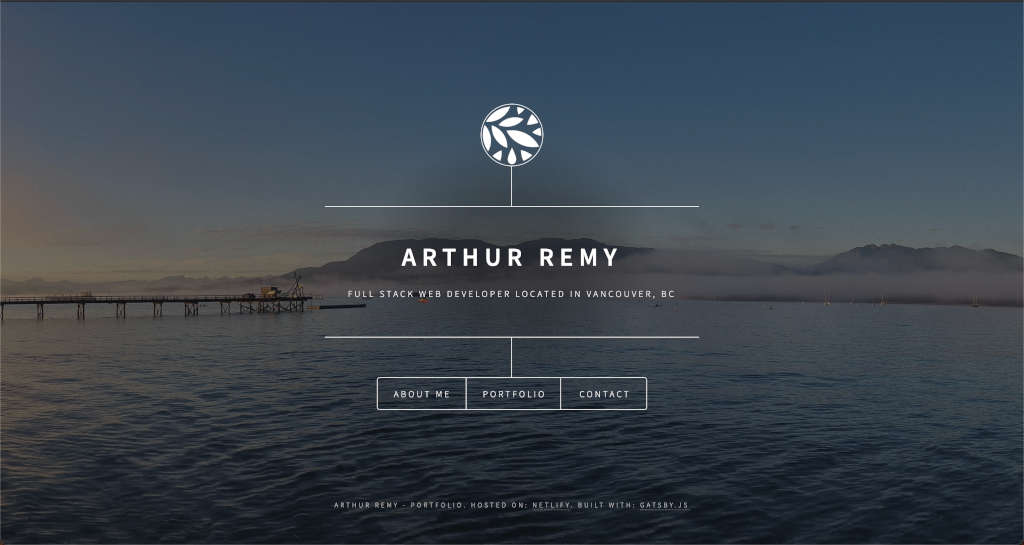 ARTHUR REMY
FULL STACK WEB DEVELOPER LOCATED IN VANCOUVER, BC
ABOUT ME
PORTFOLIO
CONTACT
ARTHUR REMY - PORTFOLIO. HOSTED ON: NETLIFY. BUILT WITH: GATSBY.JS